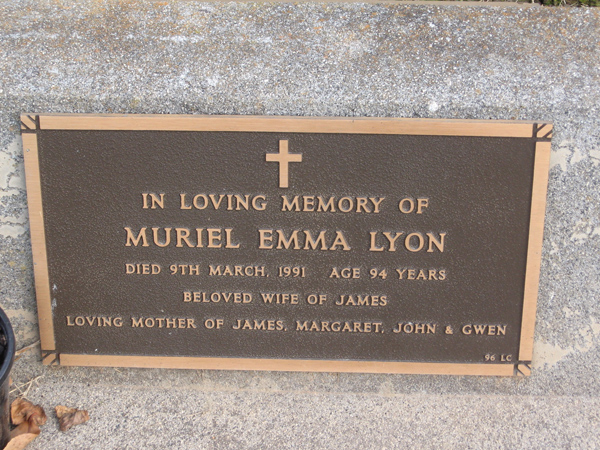 IN LOVING MEMORY OF
MURIEL EMMA LYON
DIED 9TH MARCH, 1991 AGE 94 YEARS
BELOVED WIFE OF JAMES
LOVING MOTHER OF JAMES, MARGARET, JOHN & GWEN
96 LC